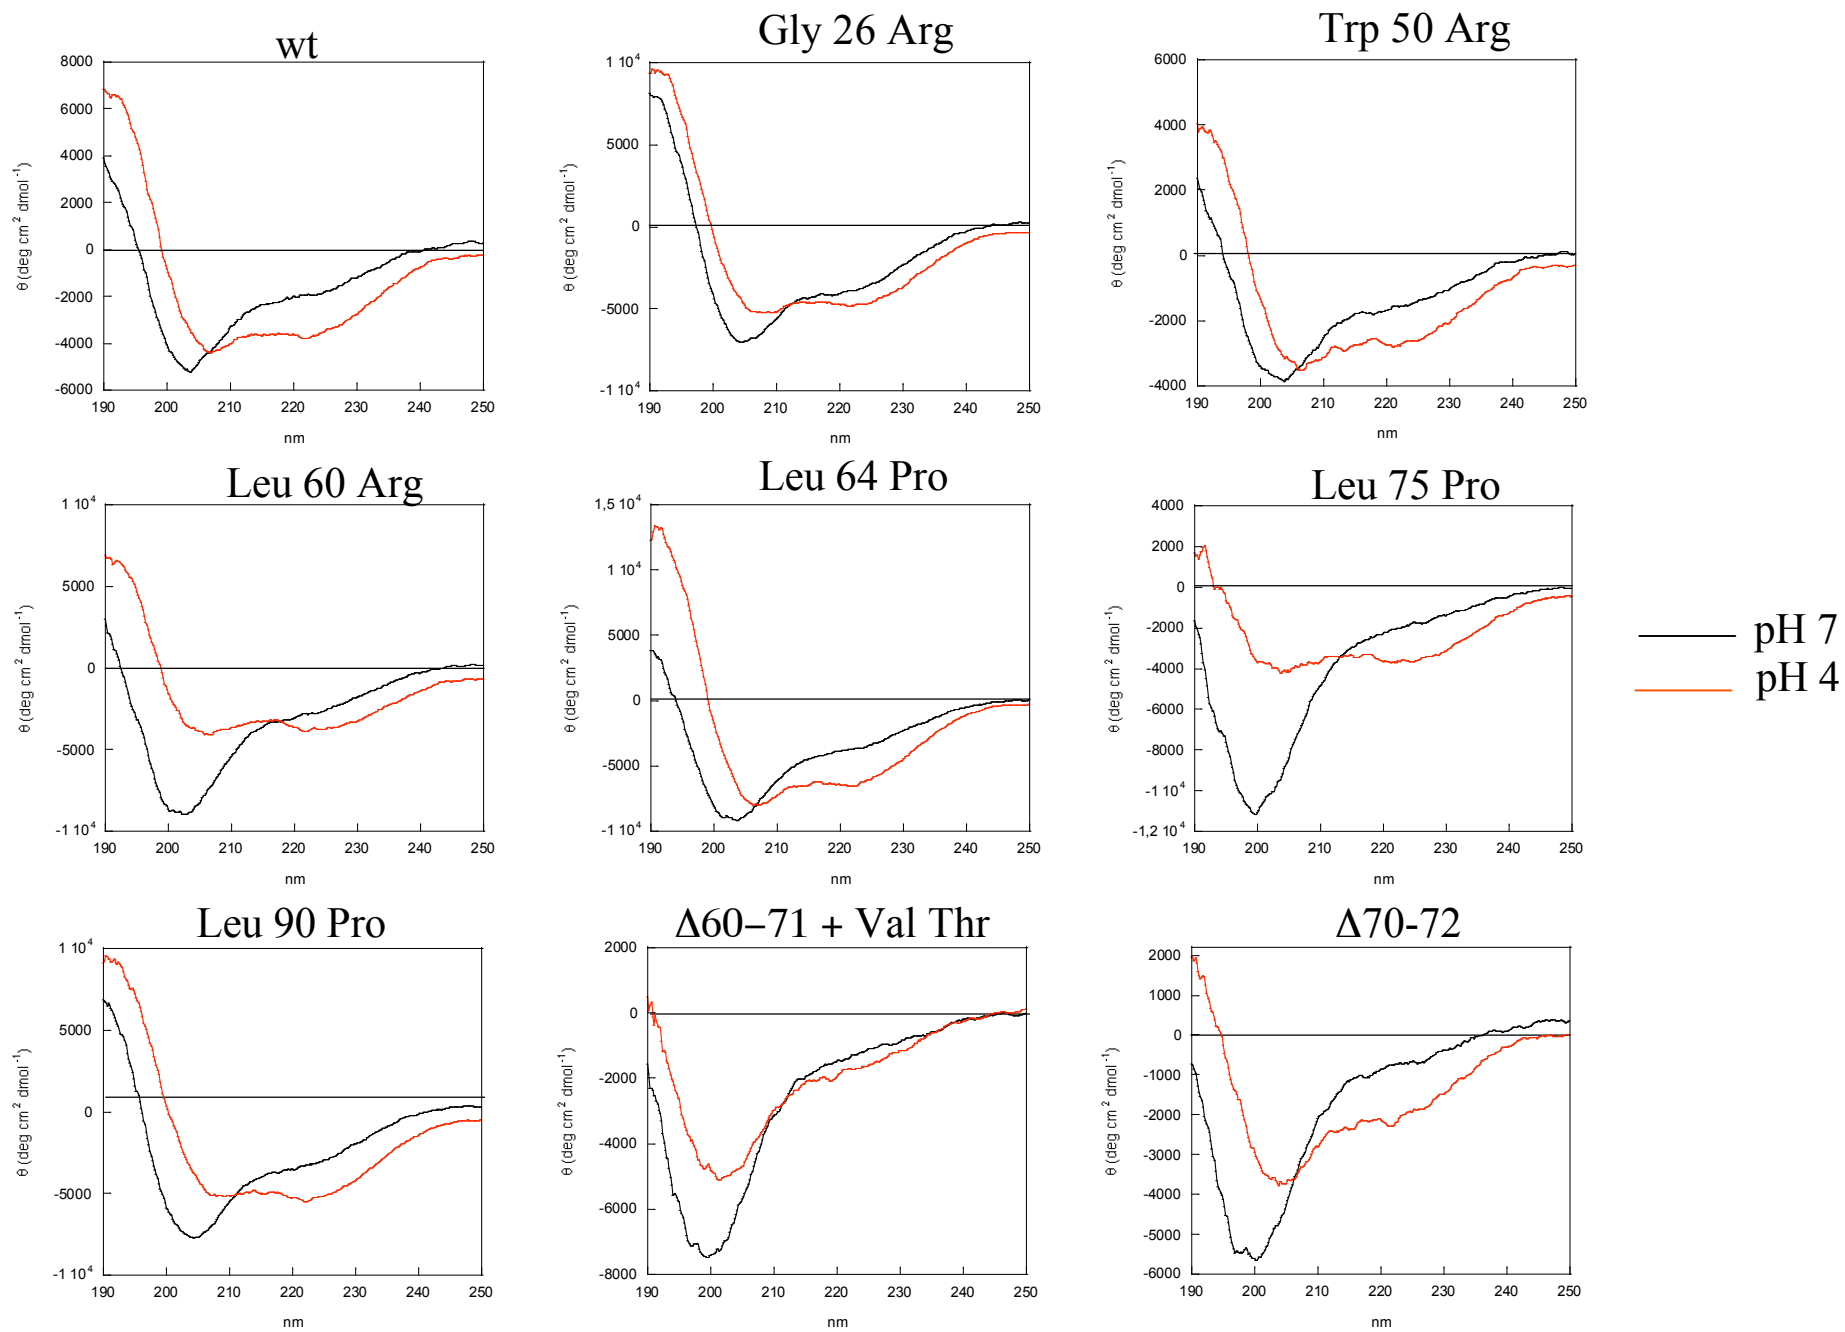 wt
8000
6000
4000
2000
0
-2000
-4000
-6000
190 200 210 220 230 240 250
nm
θ (deg cm² dmol⁻¹)
Gly 26 Arg
1 10⁴
5000
0
-5000
-1 10⁴
190 200 210 220 230 240 250
nm
θ (deg cm² dmol⁻¹)
Trp 50 Arg
6000
4000
2000
0
-2000
-4000
190 200 210 220 230 240 250
nm
θ (deg cm² dmol⁻¹)
Leu 60 Arg
1 10⁴
5000
0
-5000
-1 10⁴
190 200 210 220 230 240 250
nm
θ (deg cm² dmol⁻¹)
Leu 64 Pro
1,5 10⁴
1 10⁴
5000
0
-5000
-1 10⁴
190 200 210 220 230 240 250
nm
θ (deg cm² dmol⁻¹)
Leu 75 Pro
4000
2000
0
-2000
-4000
-6000
-8000
-1 10⁴
-1,2 10⁴
190 200 210 220 230 240 250
nm
θ (deg cm² dmol⁻¹)
pH 7
pH 4
Leu 90 Pro
1 10⁴
5000
0
-5000
-1 10⁴
190 200 210 220 230 240 250
nm
θ (deg cm² dmol⁻¹)
Δ60–71 + Val Thr
2000
0
-2000
-4000
-6000
-8000
190 200 210 220 230 240 250
nm
θ (deg cm² dmol⁻¹)
Δ70-72
2000
1000
0
-1000
-2000
-3000
-4000
-5000
-6000
190 200 210 220 230 240 250
nm
θ (deg cm² dmol⁻¹)